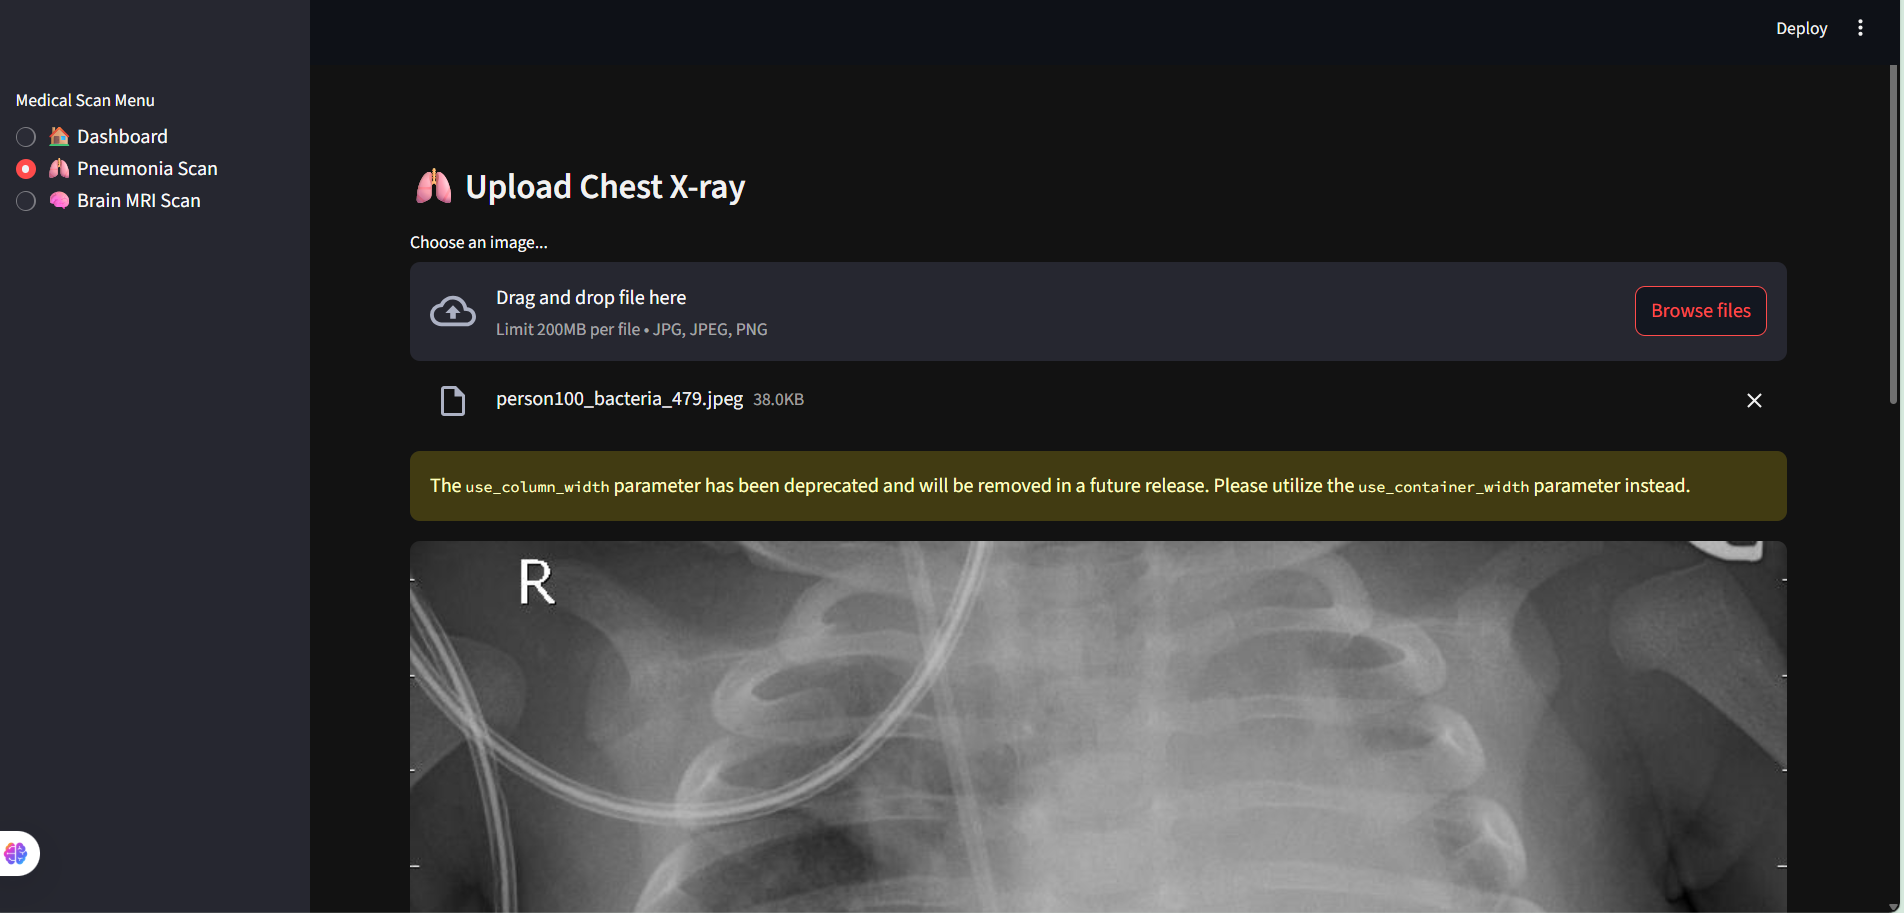 Deploy
Medical Scan Menu
Dashboard
Pneumonia Scan
Brain MRI Scan
Upload Chest X-ray
Choose an image...
Drag and drop file here
Limit 200MB per file • JPG, JPEG, PNG
Browse files
person100_bacteria_479.jpeg 38.0KB
The use_column_width parameter has been deprecated and will be removed in a future release. Please utilize the use_container_width parameter instead.
R